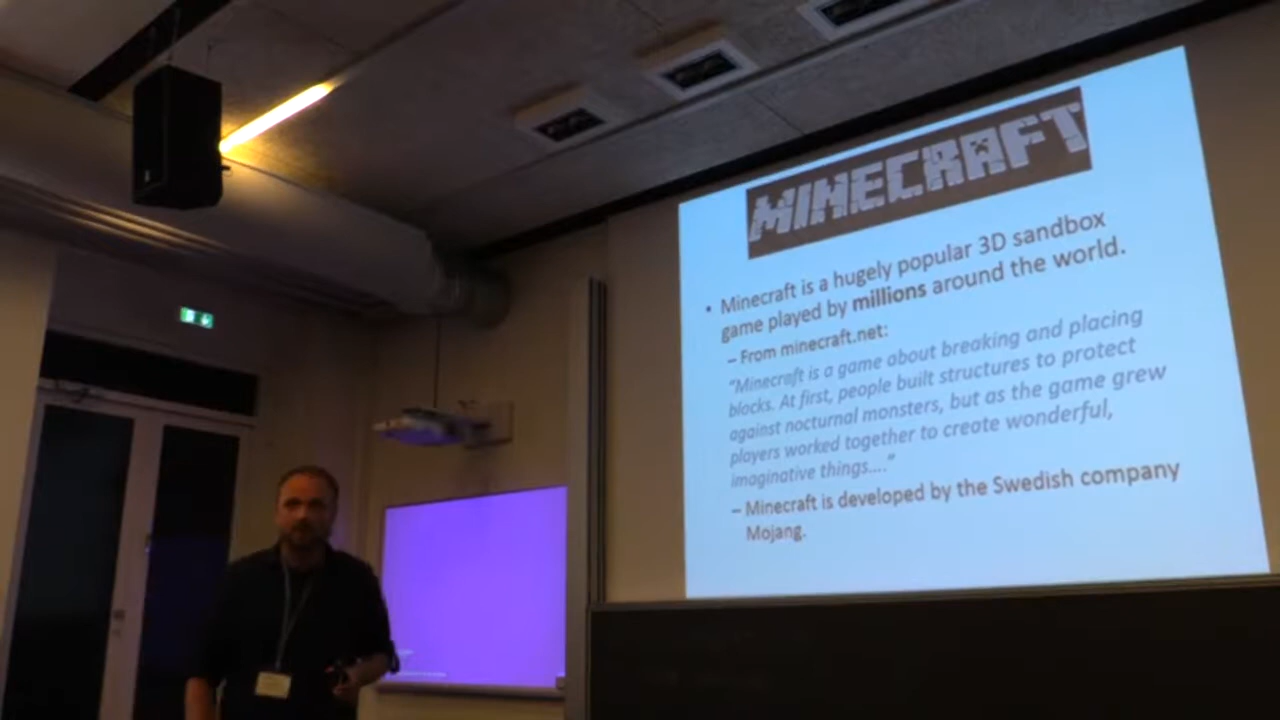 MINECRAFT
• Minecraft is a hugely popular 3D sandbox
game played by millions around the world.
– From minecraft.net:
“Minecraft is a game about breaking and placing
blocks. At first, people built structures to protect
against nocturnal monsters, but as the game grew
players worked together to create wonderful,
imaginative things....”
– Minecraft is developed by the Swedish company
Mojang.